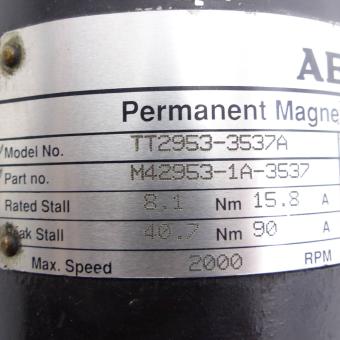 AE
Permanent Magne
Model No. TT2953-3537A
Part no. M42953-1A-3537
Rated Stall 8.1 Nm 15.8 A
Peak Stall 40.7 Nm 90 A
Max. Speed 2000 RPM